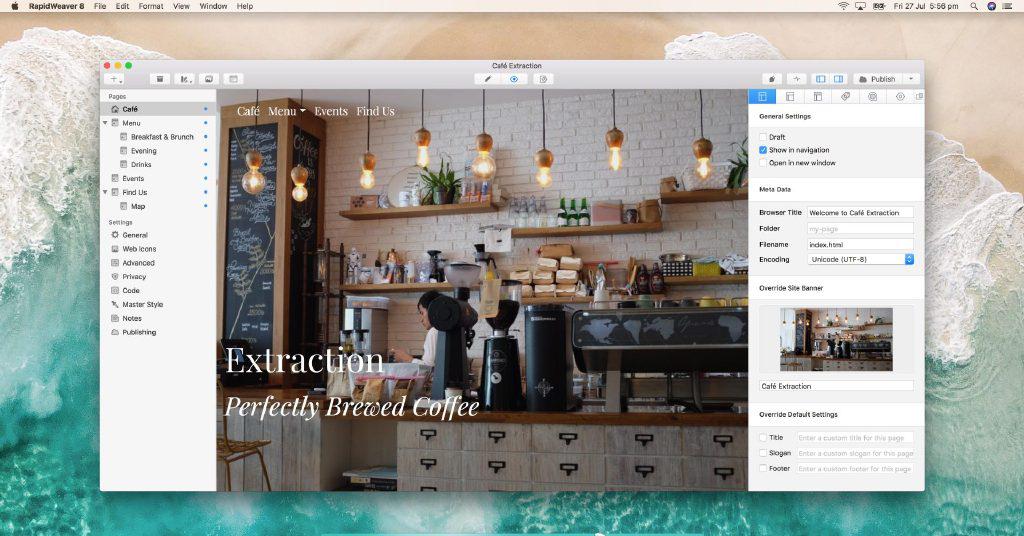 RapidWeaver 8 File Edit Format View Window Help
Fri 27 Jul 5:56 pm
Café Extraction
Publish
Pages
Café
Menu
Breakfast & Brunch
Evening
Drinks
Events
Find Us
Map
Settings
General
Web Icons
Advanced
Privacy
Code
Master Style
Notes
Publishing
Café Menu Events Find Us
Extraction
Perfectly Brewed Coffee
General Settings
Draft
Show in navigation
Open in new window
Meta Data
Browser Title Welcome to Café Extraction
Folder my-page
Filename index.html
Encoding Unicode (UTF-8)
Override Site Banner
Café Extraction
Override Default Settings
Title Enter a custom title for this page
Slogan Enter a custom slogan for this page
Footer Enter a custom footer for this page